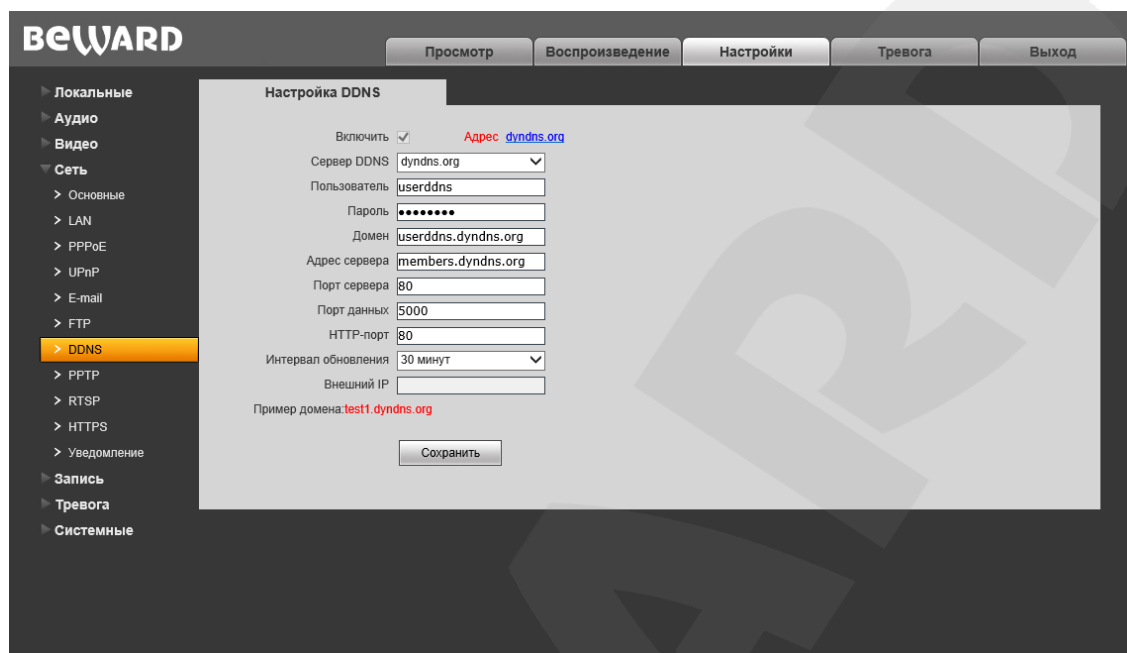 BEWARD
Просмотр Воспроизведение Настройки Тревога Выход
Локальные
Аудио
Видео
Сеть
> Основные
> LAN
> PPPoE
> UPnP
> E-mail
> FTP
> DDNS
> PPTP
> RTSP
> HTTPS
> Уведомление
Запись
Тревога
Системные
Настройка DDNS
Включить Адрес dyndns.org
Сервер DDNS dyndns.org
Пользователь userddns
Пароль ••••••••
Домен userddns.dyndns.org
Адрес сервера members.dyndns.org
Порт сервера 80
Порт данных 5000
HTTP-порт 80
Интервал обновления 30 минут
Внешний IP
Пример домена:test1.dyndns.org
Сохранить